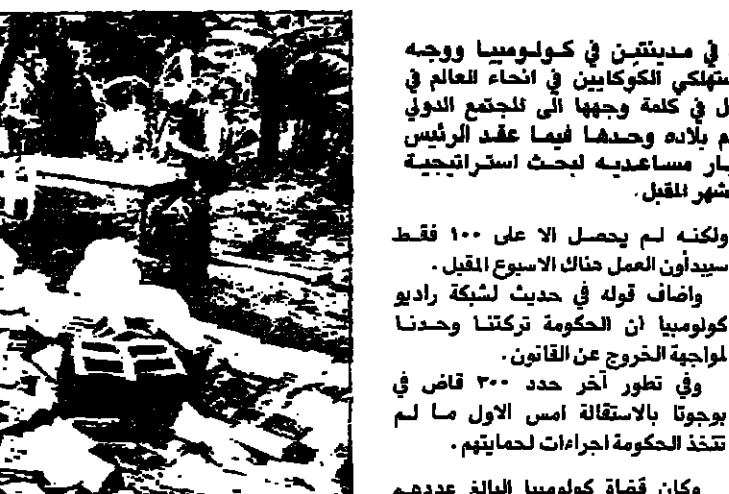 في مدينتين في كولومبيا ووجه
ستهلكي الكوكايين في انحاء العالم في
ل في كلمة وجهها الى للجتمع الدولي
م بلاده وحدها فيما عقد الرئيس
بار مساعديه لبحث استراتيجية
شهر المقبل.
ولكنه لم يحصل الا على ١٠٠ فقط
سيبدأون العمل هناك الاسبوع المقبل.
واضاف قوله في حديث لشبكة راديو
كولومبيا ان الحكومة تركتنا وحدنا
لمواجهة الخروج عن القانون.
وفي تطور آخر حدد ٣٠٠ قاض في
بوجوتا بالاستقالة امس الاول ما لم
تتخذ الحكومة اجراءات لحمايتهم.
وكان قضاة كولومبيا البالغ عددهم